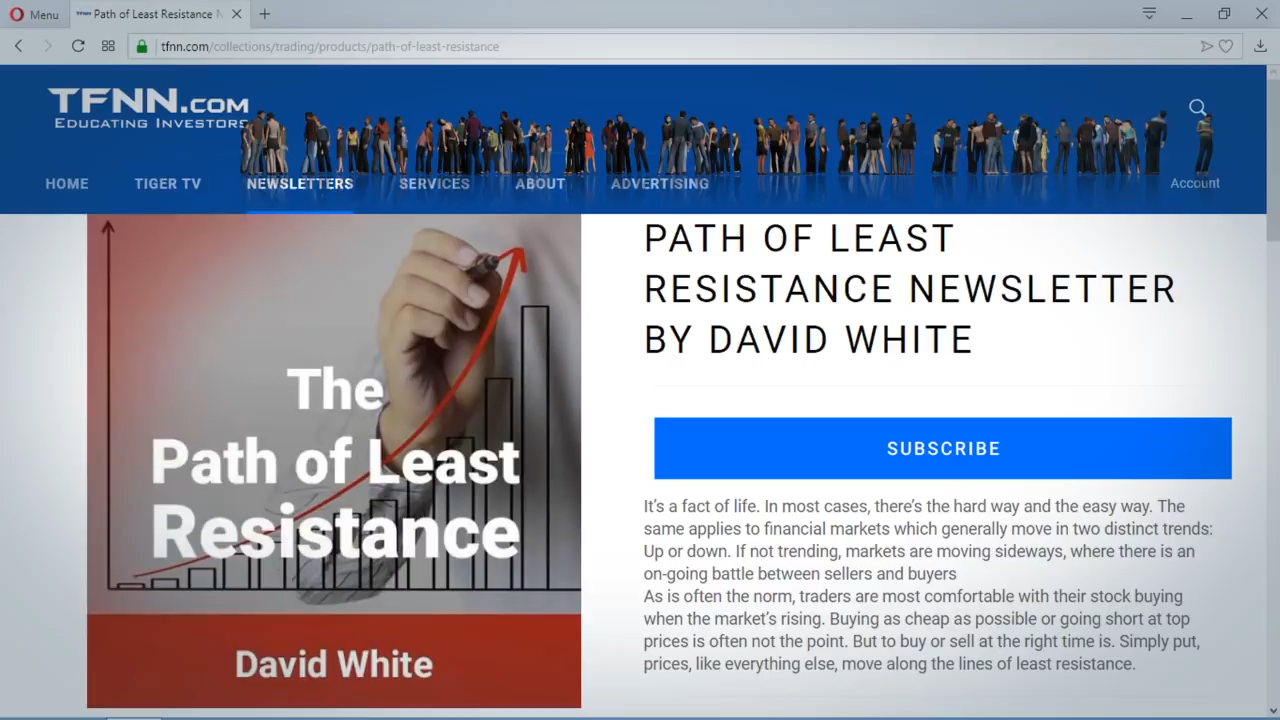 Menu
Path of Least Resistance N
tfnn.com/collections/trading/products/path-of-least-resistance
TFNN.COM
EDUCATING INVESTORS
HOME
TIGER TV
NEWSLETTERS
SERVICES
ABOUT
ADVERTISING
Account
The
Path of Least
Resistance
David White
PATH OF LEAST
RESISTANCE NEWSLETTER
BY DAVID WHITE
SUBSCRIBE
It's a fact of life. In most cases, there's the hard way and the easy way. The
same applies to financial markets which generally move in two distinct trends:
Up or down. If not trending, markets are moving sideways, where there is an
on-going battle between sellers and buyers
As is often the norm, traders are most comfortable with their stock buying
when the market's rising. Buying as cheap as possible or going short at top
prices is often not the point. But to buy or sell at the right time is. Simply put,
prices, like everything else, move along the lines of least resistance.